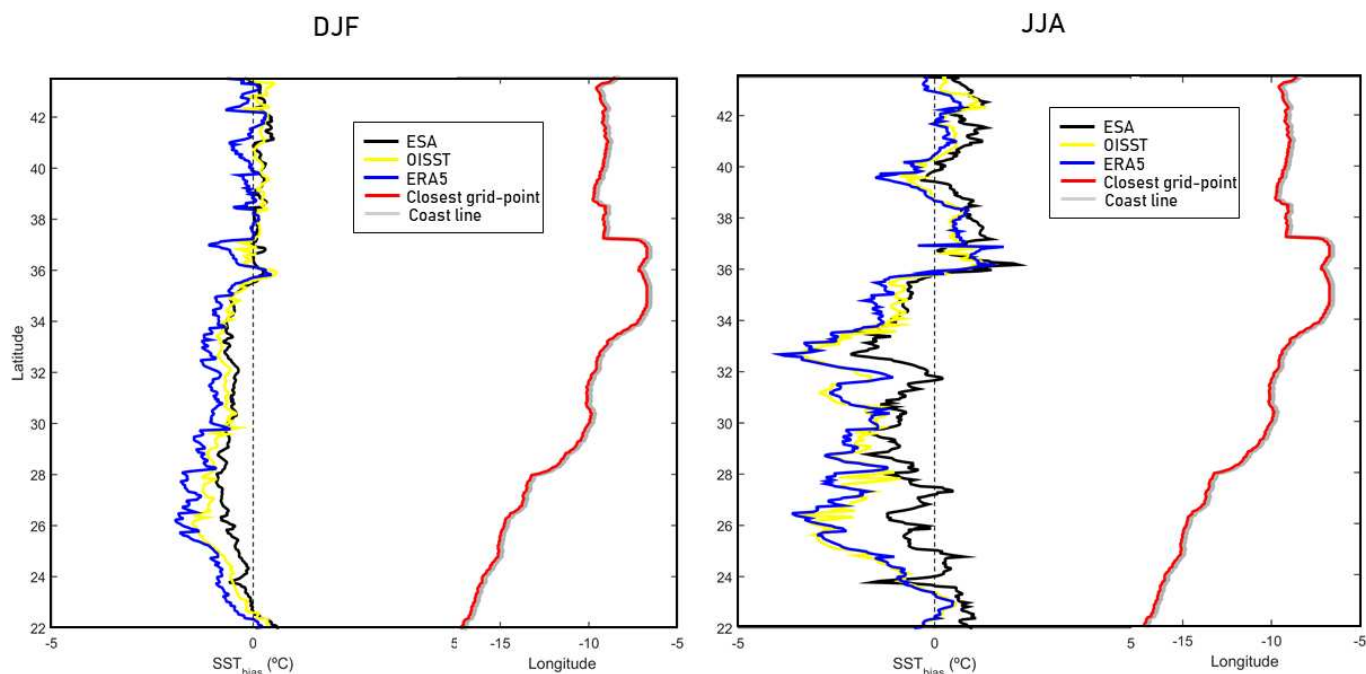 DJF
JJA
42
40
38
36
34
32
30
28
26
24
22
Latitude
ESA
OISST
ERA5
Closest grid-point
Coast line
-5
0
5
-15
-10
-5
SST_bias (ºC)
Longitude
42
40
38
36
34
32
30
28
26
24
22
ESA
OISST
ERA5
Closest grid-point
Coast line
-5
0
5
-15
-10
-5
SST_bias (ºC)
Longitude